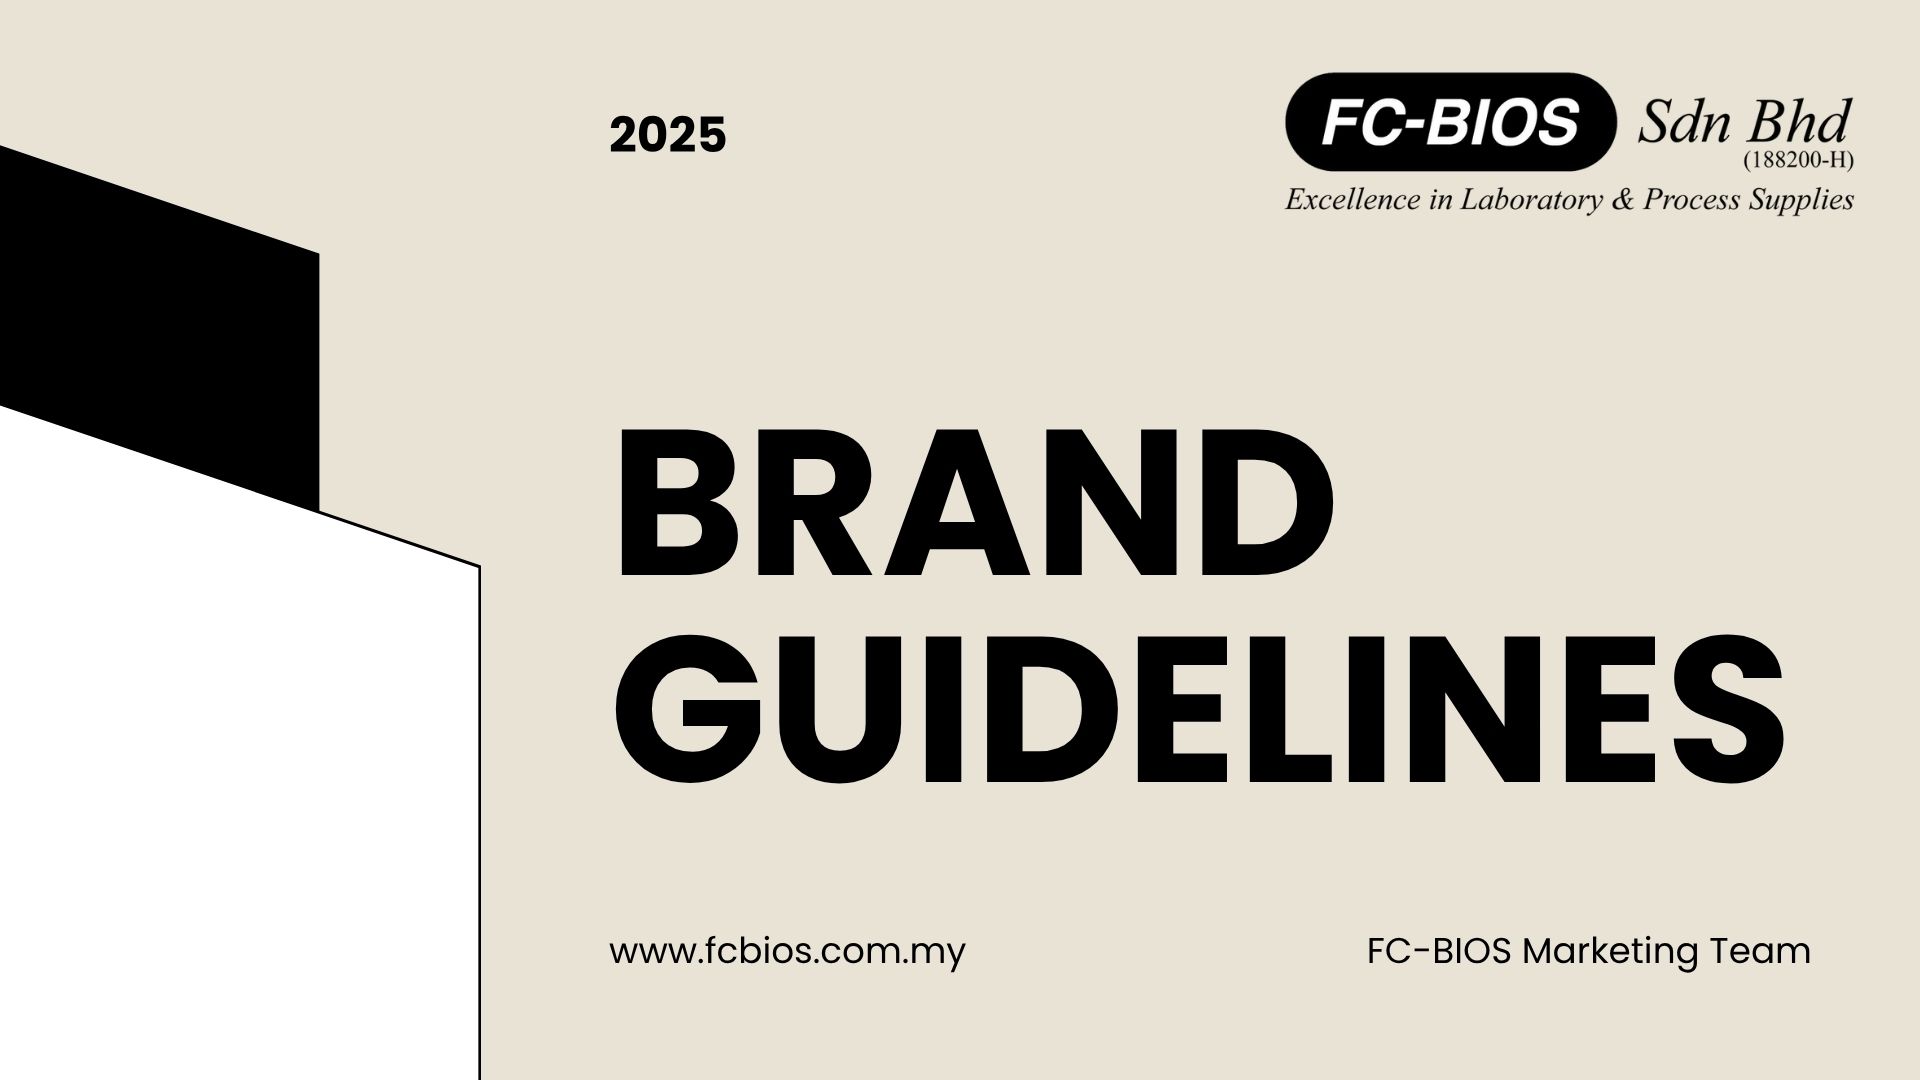 2025
FC-BIOS Sdn Bhd
(188200-H)
Excellence in Laboratory & Process Supplies
BRAND
GUIDELINES
www.fcbios.com.my
FC-BIOS Marketing Team